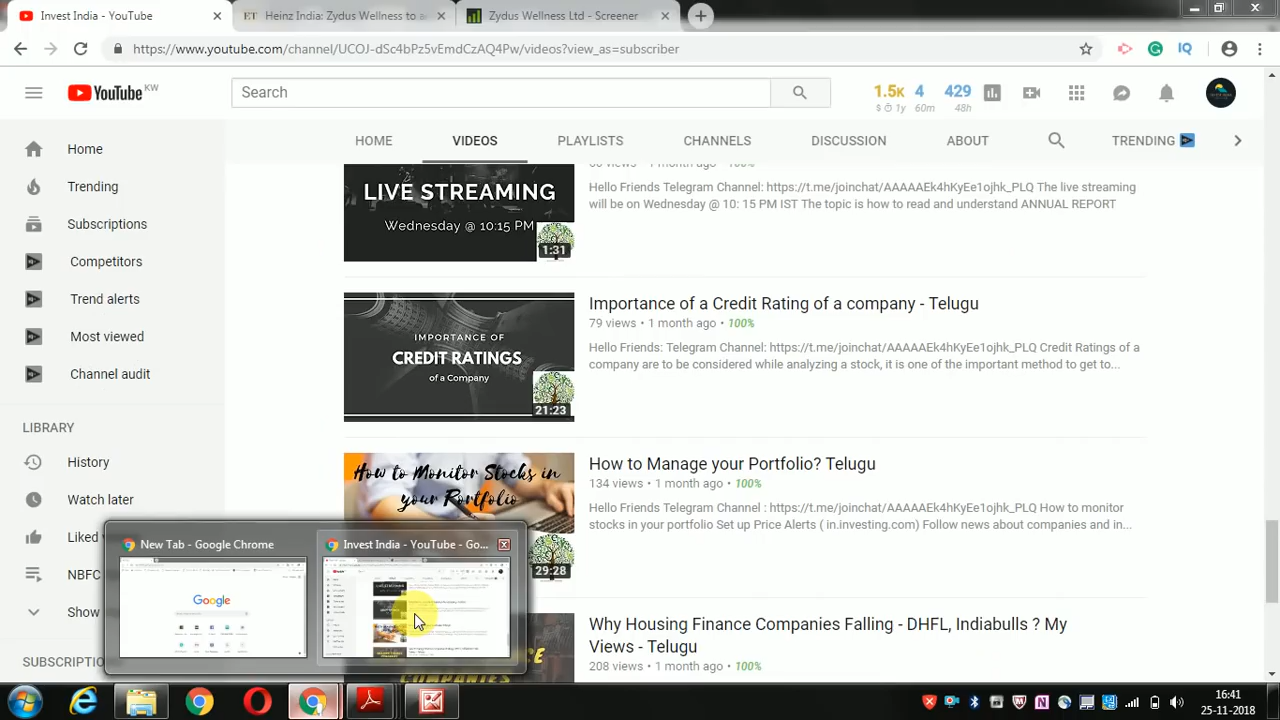 Invest India - YouTube
Heinz India: Zydus Wellness to a
Zydus Wellness Ltd - Screener
https://www.youtube.com/channel/UCOJ-dSc4bPz5vEmdCzAQ4Pw/videos?view_as=subscriber
YouTube KW
Search
1.5K 4 429
1y 60m 48h
HOME VIDEOS PLAYLISTS CHANNELS DISCUSSION ABOUT TRENDING
Home
Trending
Subscriptions
Competitors
Trend alerts
Most viewed
Channel audit
LIBRARY
History
Watch later
Liked
NBFC
Show
SUBSCRIPTIO
LIVE STREAMING
Wednesday @ 10:15 PM
1:31
views • 1 month ago • 100%
Hello Friends Telegram Channel: https://t.me/joinchat/AAAAAEk4hKyEe1ojhk_PLQ The live streaming
will be on Wednesday @ 10: 15 PM IST The topic is how to read and understand ANNUAL REPORT
IMPORTANCE OF
CREDIT RATINGS
of a Company
21:23
Importance of a Credit Rating of a company - Telugu
79 views • 1 month ago • 100%
Hello Friends: Telegram Channel: https://t.me/joinchat/AAAAAEk4hKyEe1ojhk_PLQ Credit Ratings of a
company are to be considered while analyzing a stock, it is one of the important method to get to...
How to Monitor Stocks in
your Portfolio
29:28
How to Manage your Portfolio? Telugu
134 views • 1 month ago • 100%
Hello Friends Telegram Channel : https://t.me/joinchat/AAAAAEk4hKyEe1ojhk_PLQ How to monitor
stocks in your portfolio Set up Price Alerts ( in.investing.com) Follow news about companies and in...
Why Housing Finance Companies Falling - DHFL, Indiabulls ? My
Views - Telugu
208 views • 1 month ago • 100%
New Tab - Google Chrome
Google
Invest India - YouTube - Go...
16:41
25-11-2018